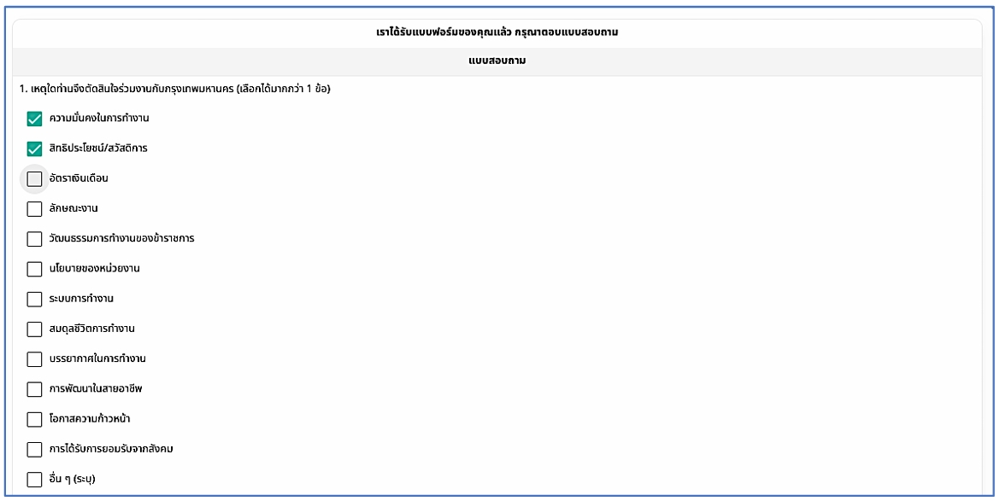 เราได้รับแบบฟอร์มของคุณแล้ว กรุณาตอบแบบสอบถาม
แบบสอบถาม
1. เหตุใดท่านจึงตัดสินใจร่วมงานกับกรุงเทพมหานคร (เลือกได้มากกว่า 1 ข้อ)
ความมั่นคงในการทำงาน
สิทธิประโยชน์/สวัสดิการ
อัตราเงินเดือน
ลักษณะงาน
วัฒนธรรมการทำงานของข้าราชการ
นโยบายของหน่วยงาน
ระบบการทำงาน
สมดุลชีวิตการทำงาน
บรรยากาศในการทำงาน
การพัฒนาในสายอาชีพ
โอกาสความก้าวหน้า
การได้รับการยอมรับจากสังคม
อื่น ๆ (ระบุ)